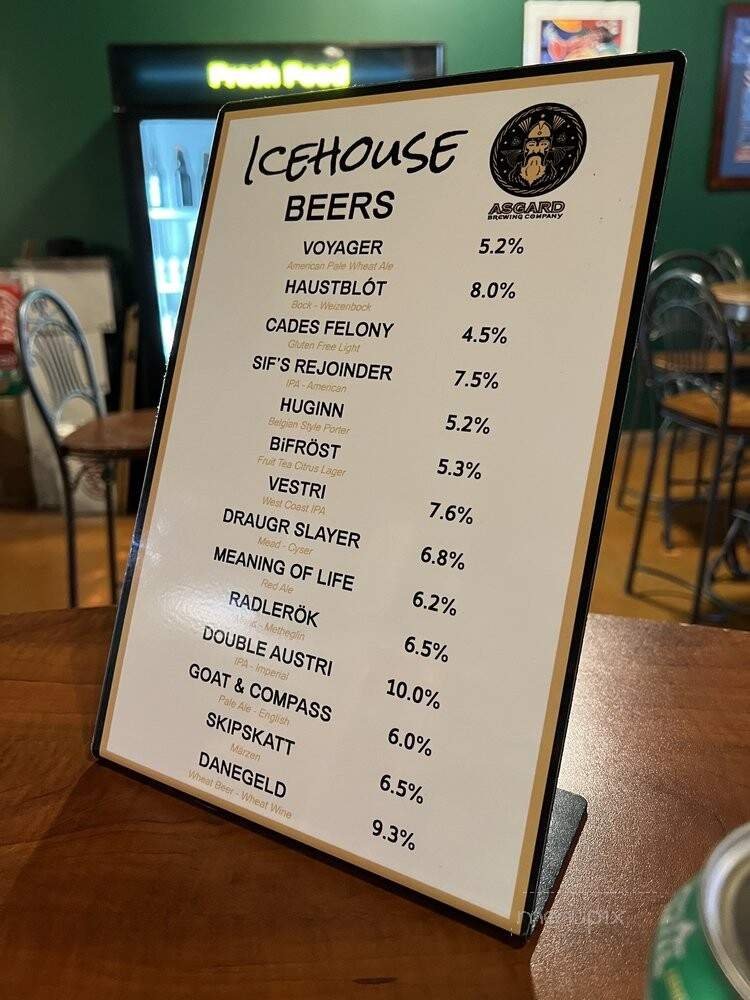 Fresh Food
ICEHOUSE
BEERS
ASGARD
BREWING COMPANY
VOYAGER 5.2%
American Pale Wheat Ale
HAUSTBLÓT 8.0%
Bock - Weizenbock
CADES FELONY 4.5%
Gluten Free Light
SIF'S REJOINDER 7.5%
IPA - American
HUGINN 5.2%
Belgian Style Porter
BiFRÖST 5.3%
Fruit Tea Citrus Lager
VESTRI 7.6%
West Coast IPA
DRAUGR SLAYER 6.8%
Mead - Cyser
MEANING OF LIFE 6.2%
Red Ale
RADLERÖK 6.5%
- Metheglin
DOUBLE AUSTRI 10.0%
IPA - Imperial
GOAT & COMPASS 6.0%
Pale Ale - English
SKIPSKATT 6.5%
Märzen
DANEGELD 9.3%
Wheat Beer - Wheat Wine
menupix